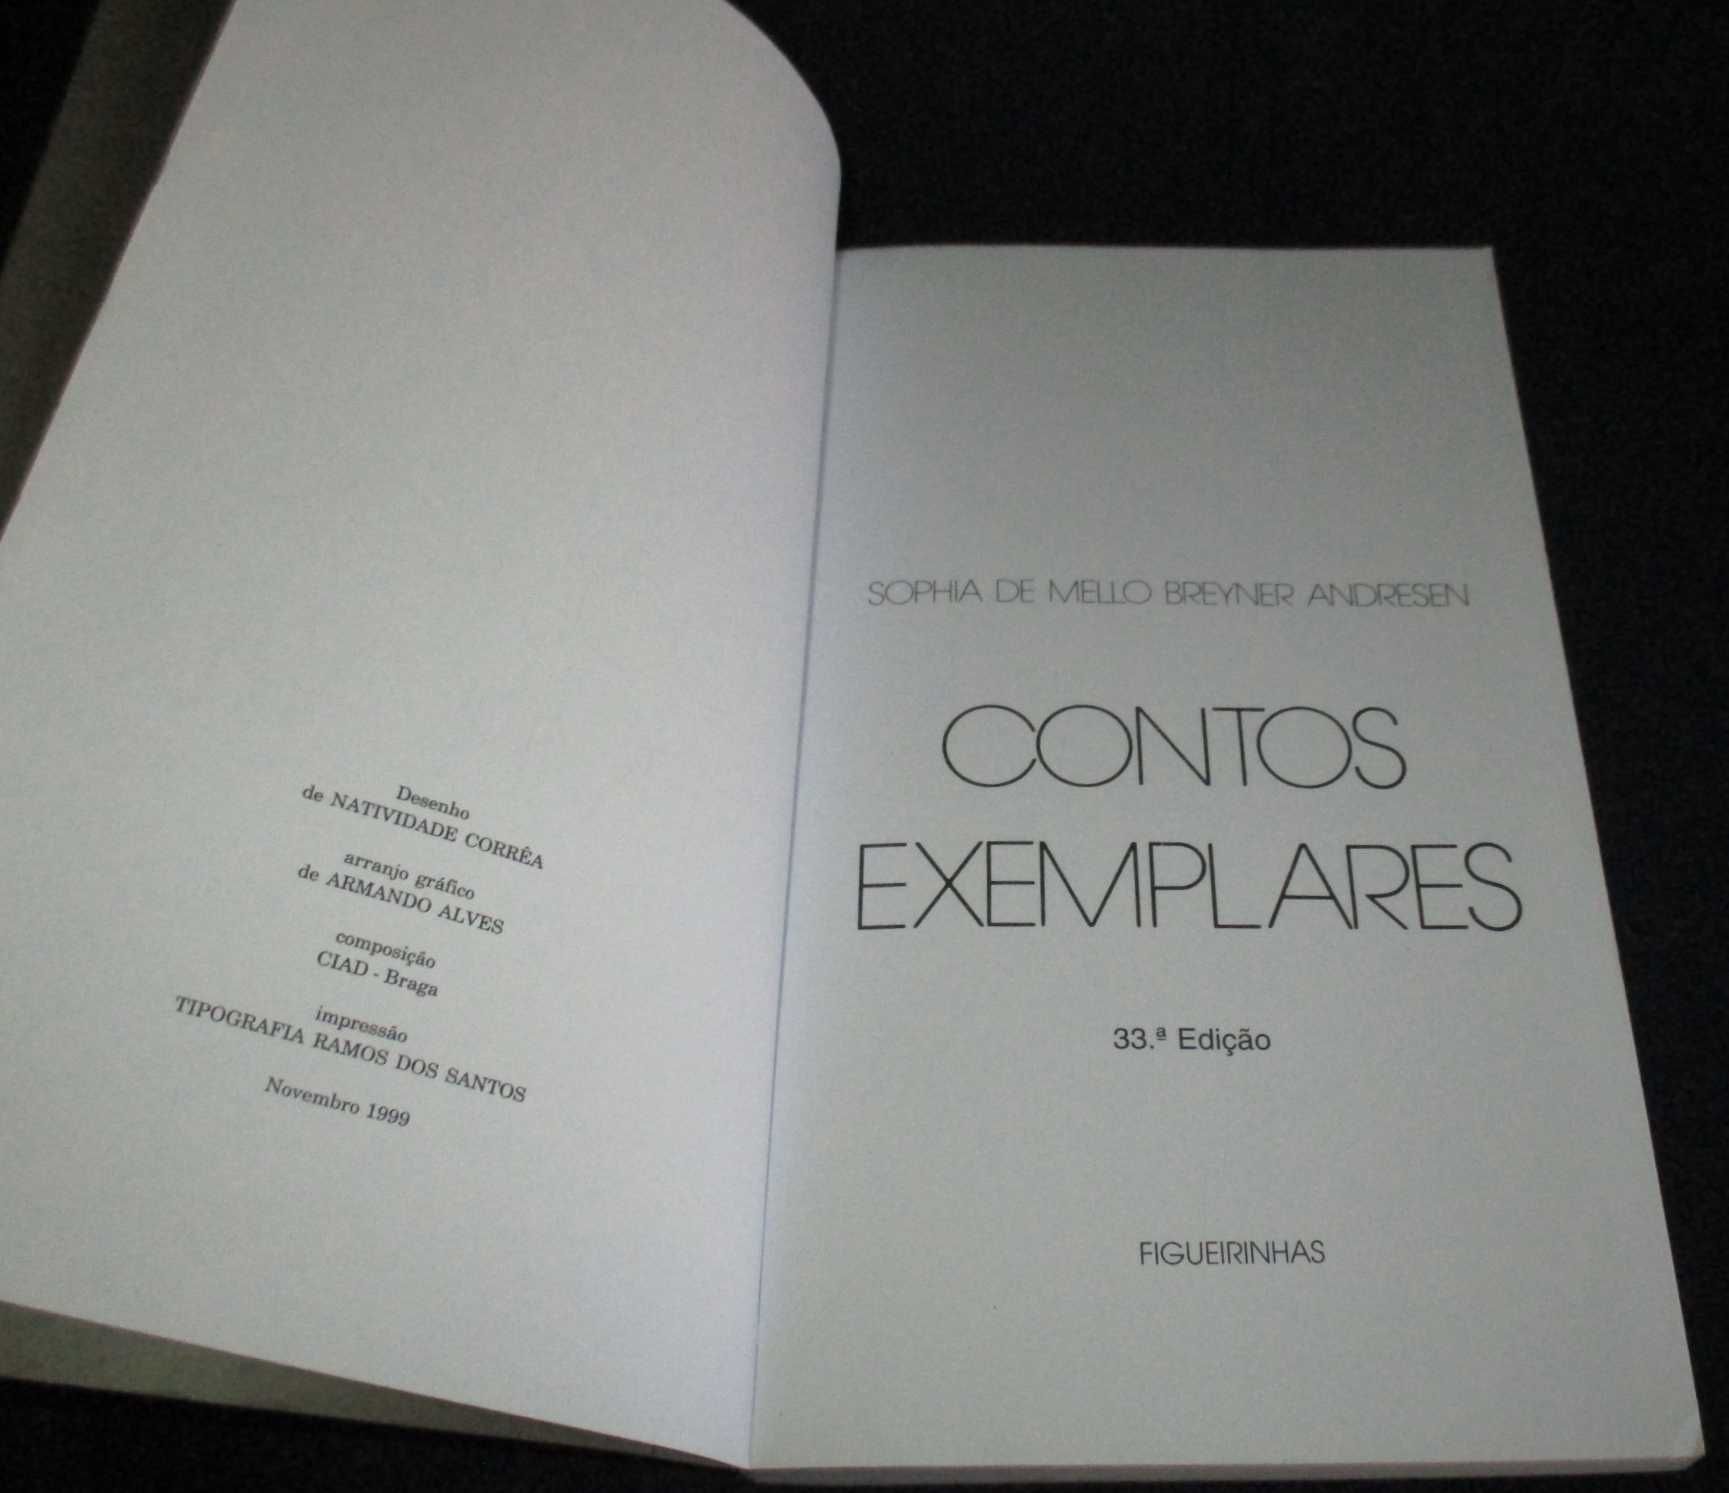 Desenho
de NATIVIDADE CORRÊA
arranjo gráfico
de ARMANDO ALVES
composição
CIAD - Braga
impressão
TIPOGRAFIA RAMOS DOS SANTOS
Novembro 1999
SOPHIA DE MELLO BREYNER ANDRESEN
CONTOS
EXEMPLARES
33.ª Edição
FIGUEIRINHAS